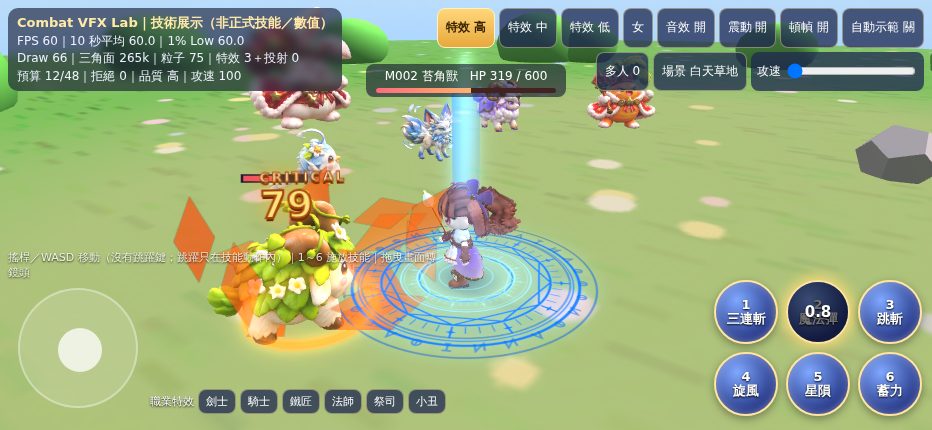 Combat VFX Lab｜技術展示（非正式技能／數值）
FPS 60｜10 秒平均 60.0｜1% Low 60.0
Draw 66｜三角面 265k｜粒子 75｜特效 3＋投射 0
預算 12/48｜拒絕 0｜品質 高｜攻速 100
特效 高
特效 中
特效 低
女
音效 開
震動 開
頓幀 開
自動示範 關
多人 0
場景 白天草地
攻速
M002 苔角獸 HP 319 / 600
CRITICAL
79
搖桿／WASD 移動（沒有跳躍鍵；跳躍只在技能動作內）｜1～6 施放技能｜拖曳畫面轉
鏡頭
1
三連斬
2
魔法彈
0.8
3
跳斬
4
旋風
5
星隕
6
蓄力
職業特效
劍士
騎士
鐵匠
法師
祭司
小丑